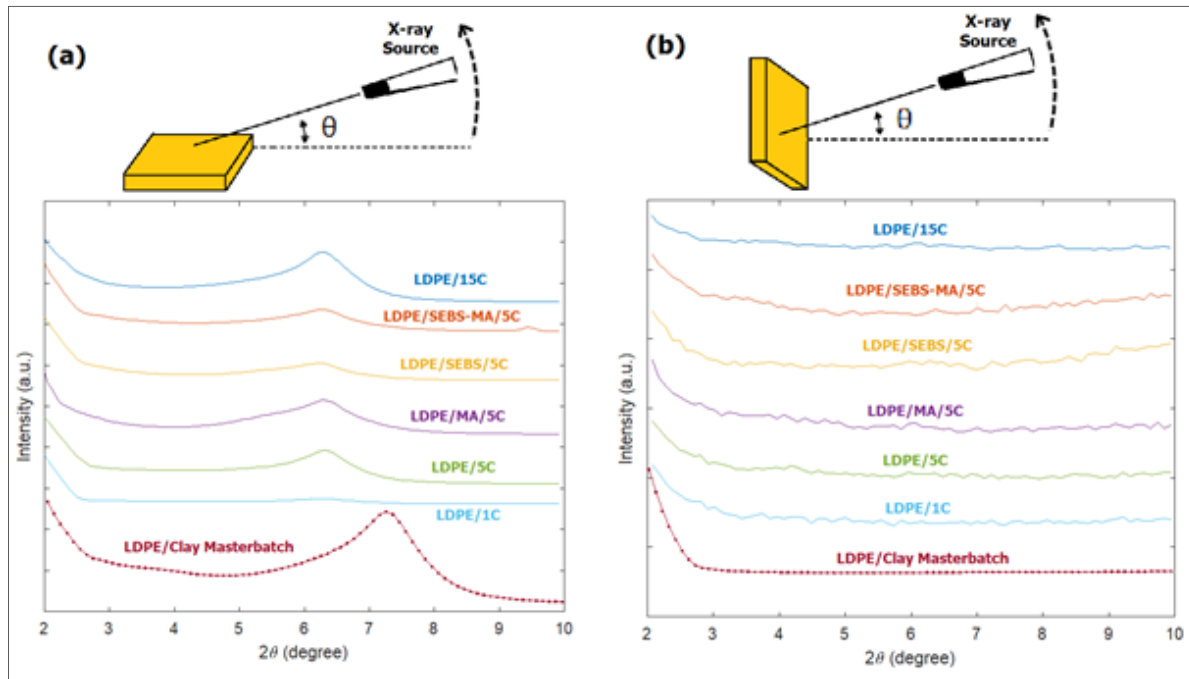 (a)
X-ray
Source
θ
LDPE/15C
LDPE/SEBS-MA/5C
LDPE/SEBS/5C
LDPE/MA/5C
LDPE/5C
LDPE/1C
LDPE/Clay Masterbatch
Intensity (a.u.)
2 3 4 5 6 7 8 9 10
2θ (degree)
(b)
X-ray
Source
θ
LDPE/15C
LDPE/SEBS-MA/5C
LDPE/SEBS/5C
LDPE/MA/5C
LDPE/5C
LDPE/1C
LDPE/Clay Masterbatch
Intensity (a.u.)
2 3 4 5 6 7 8 9 10
2θ (degree)